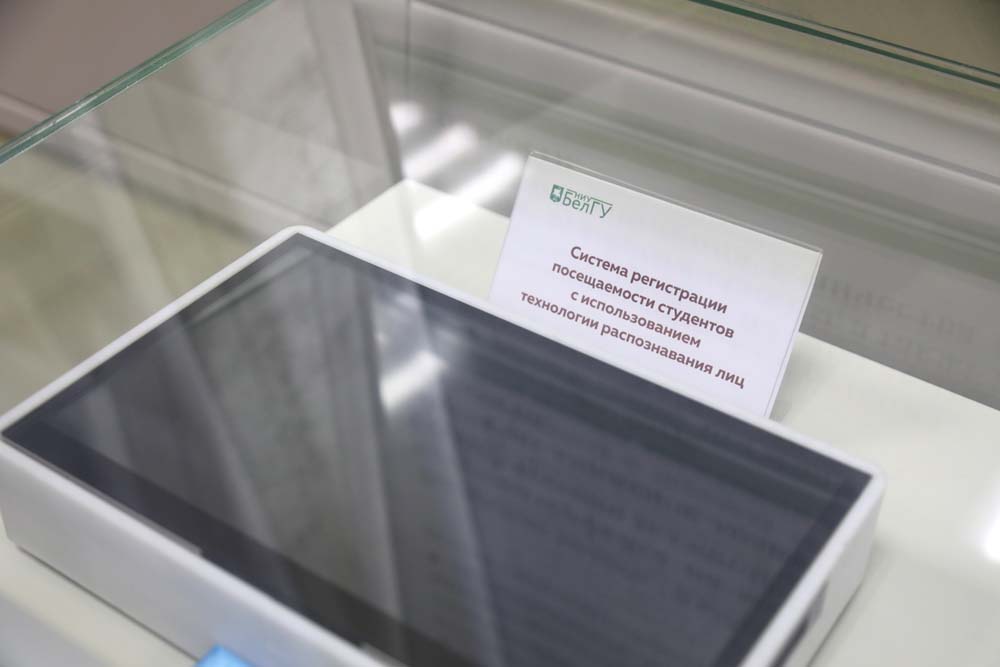 НИУ
БелГУ
Система регистрации
посещаемости студентов
с использованием
технологии распознавания лиц